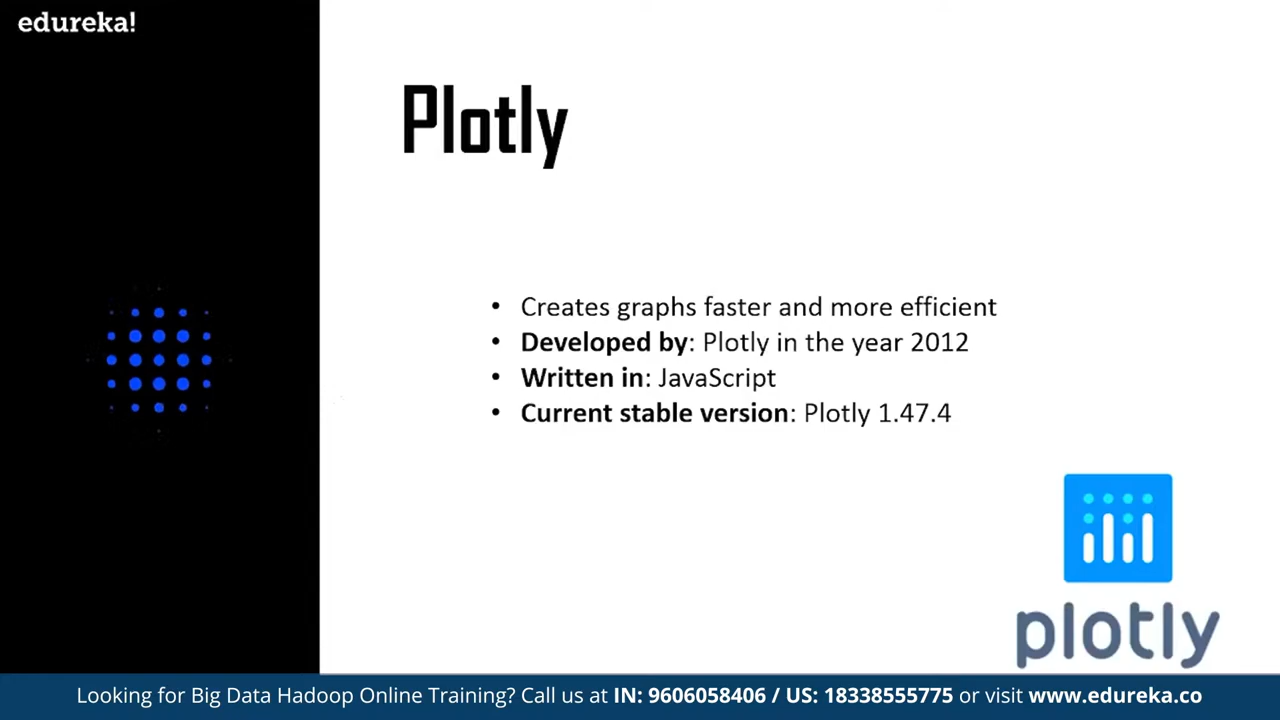 edureka!
Plotly
• Creates graphs faster and more efficient
• Developed by: Plotly in the year 2012
• Written in: JavaScript
• Current stable version: Plotly 1.47.4
plotly
Looking for Big Data Hadoop Online Training? Call us at IN: 9606058406 / US: 18338555775 or visit www.edureka.co